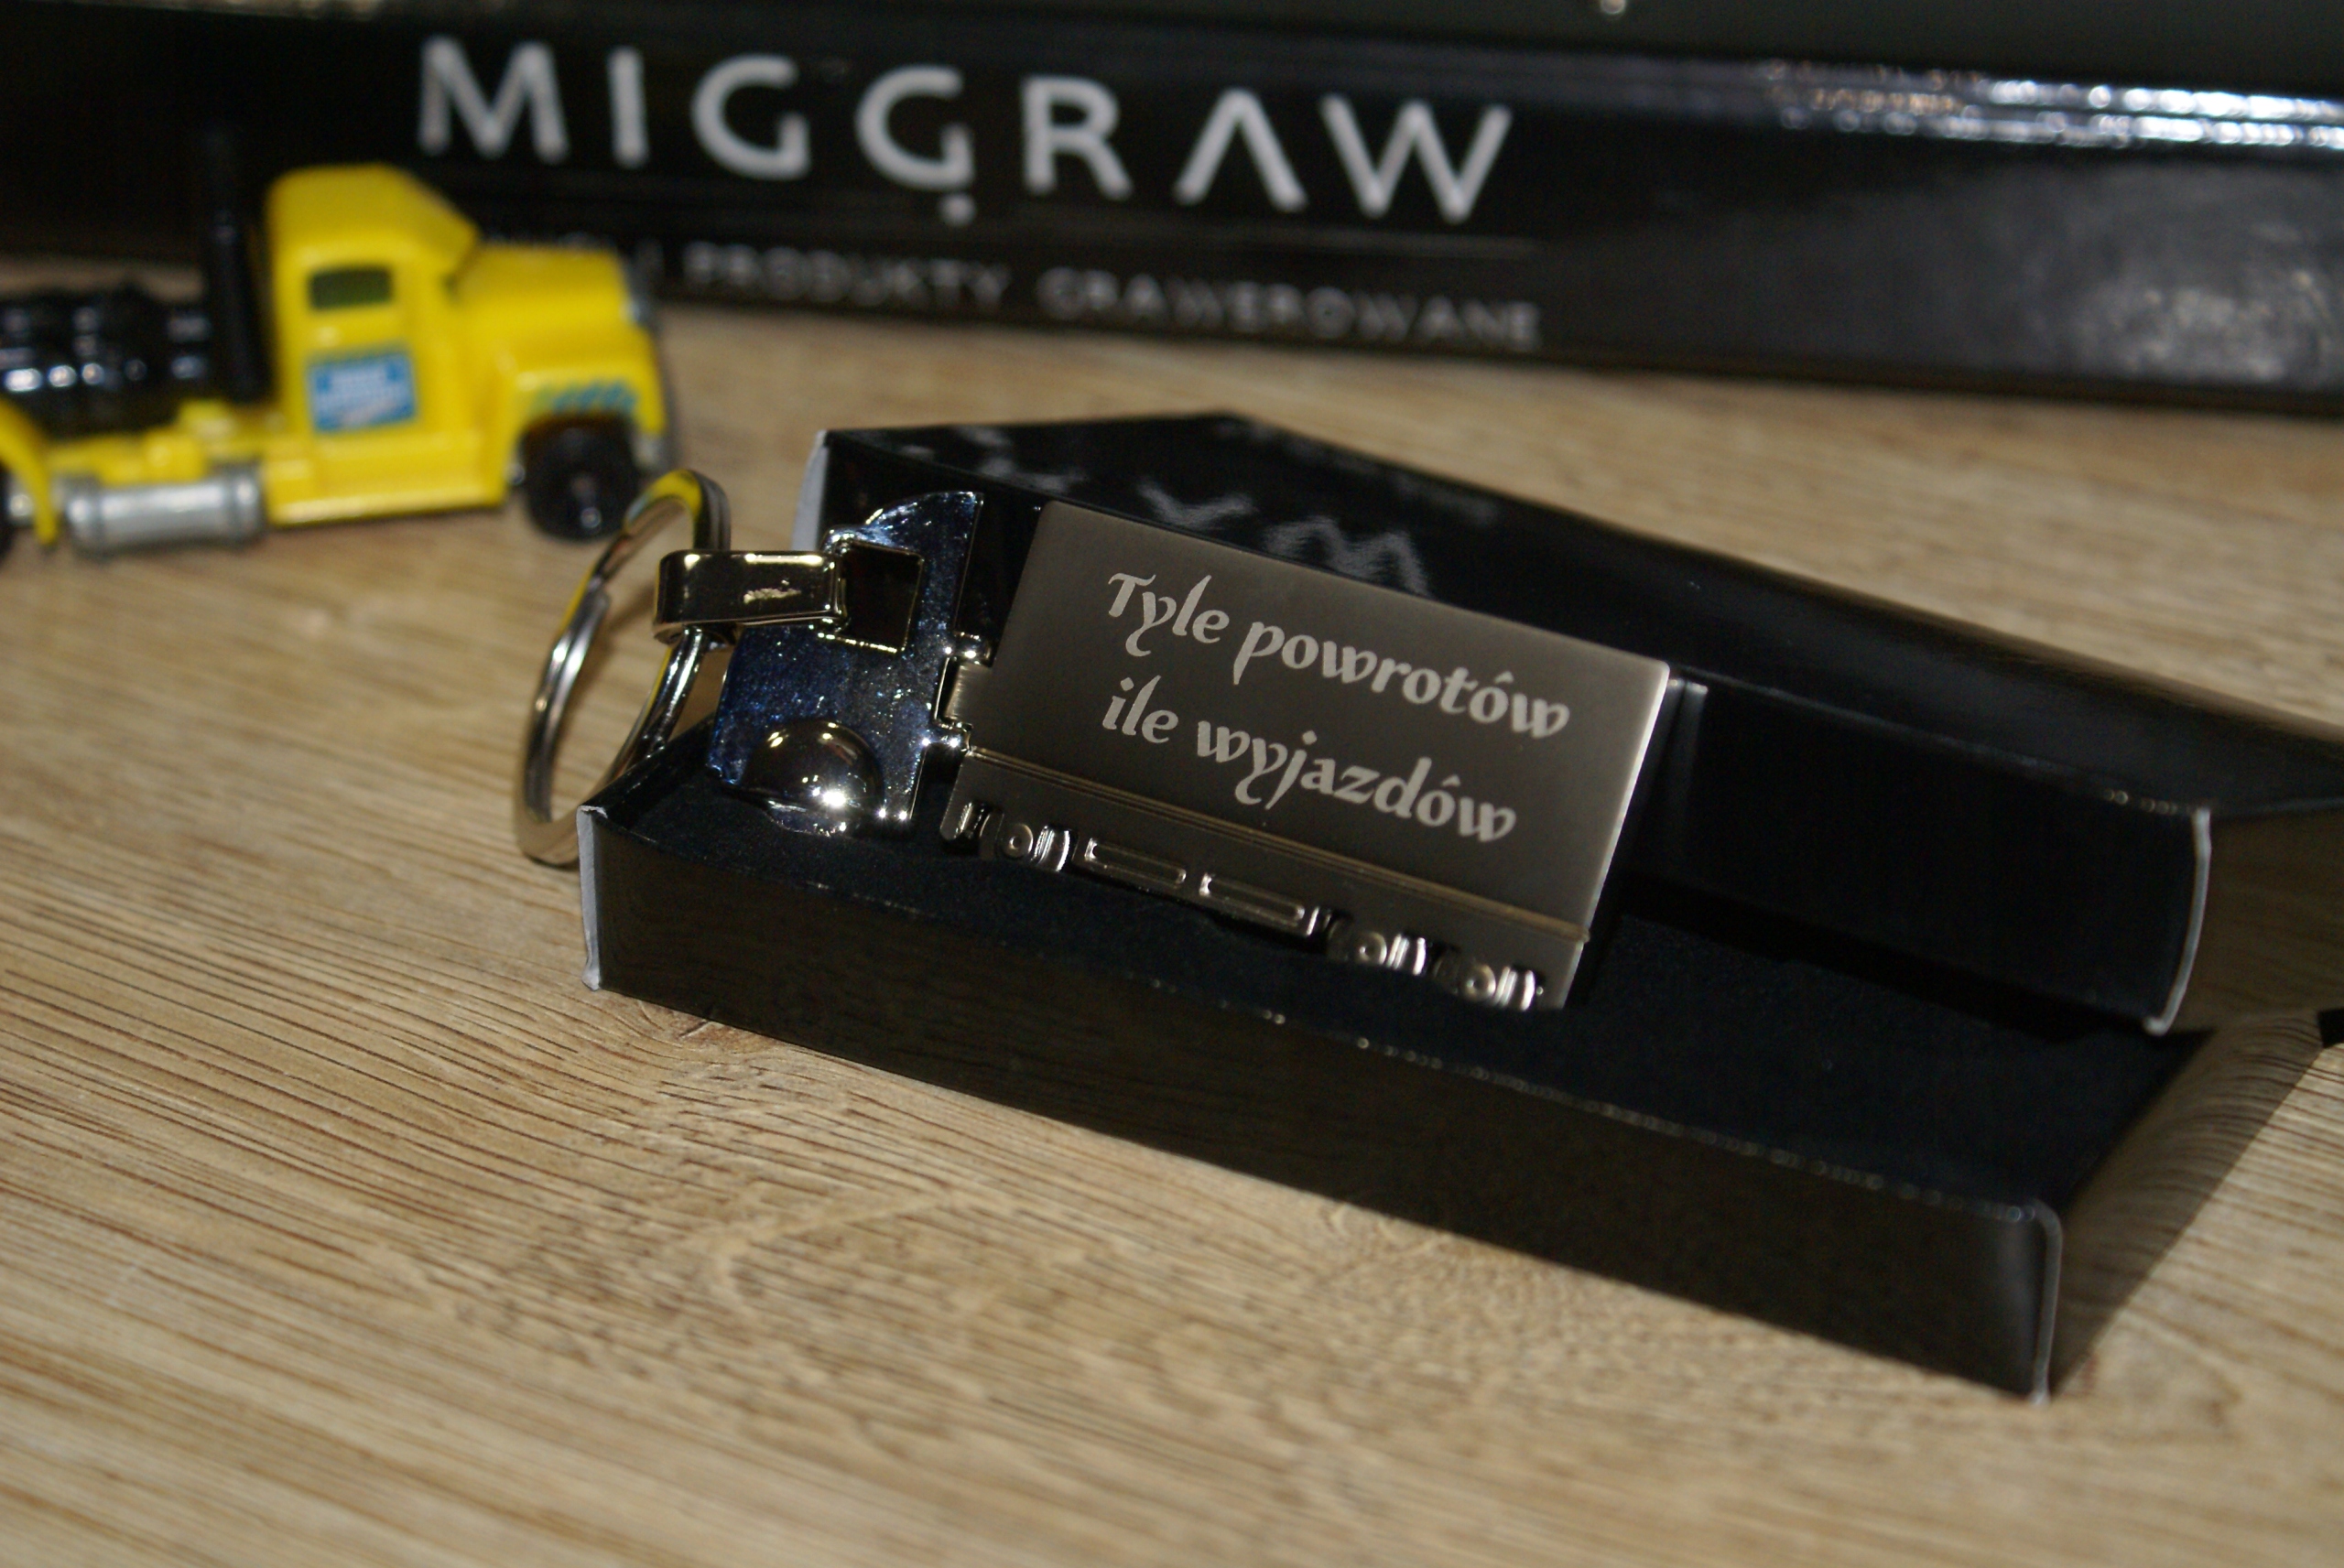 MIGGRAW
PRODUKTY GRAWEROWANE
Tyle powrotów
ile wyjazdów